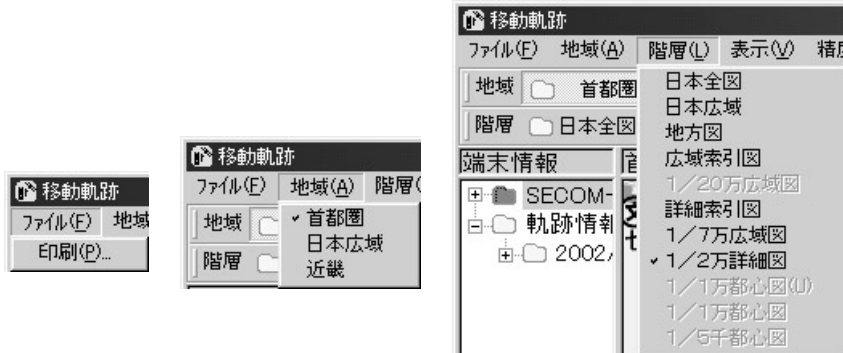 移動軌跡
ファイル(F) 地域
印刷(P)...
移動軌跡
ファイル(F) 地域(A) 階層(
地域
階層
首都圏
日本広域
近畿
移動軌跡
ファイル(F) 地域(A) 階層(L) 表示(V) 精度
地域 首都圏
階層 日本全図
端末情報
SECOM-
軌跡情報
2002/
日本全図
日本広域
地方図
広域索引図
1/20万広域図
詳細索引図
1/7万広域図
1/2万詳細図
1/1万都心図(U)
1/1万都心図
1/5千都心図